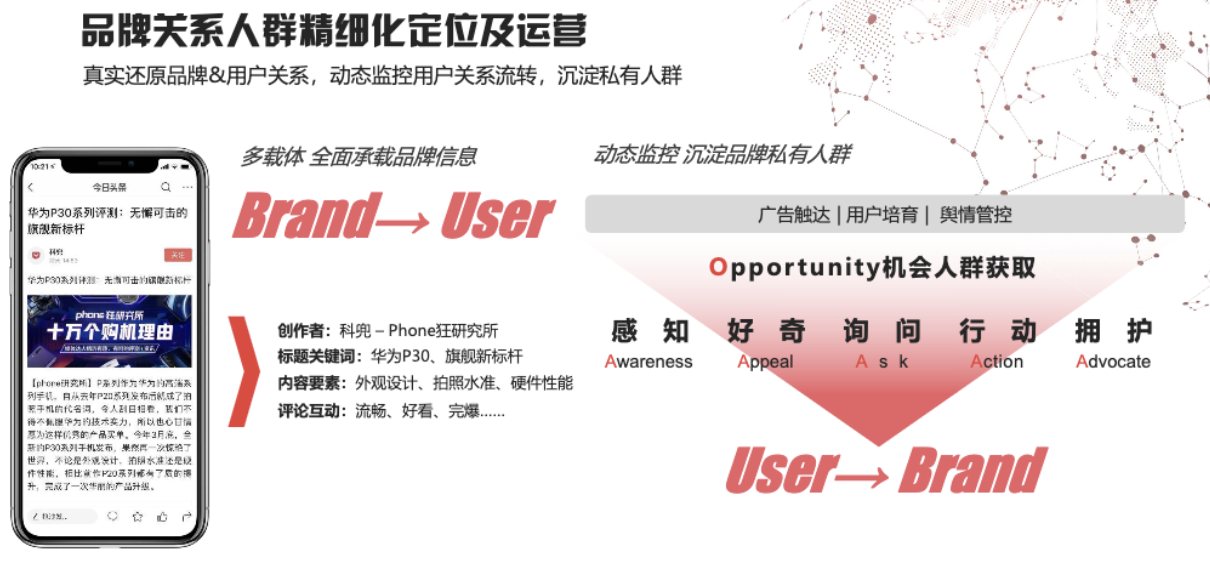 品牌关系人群精细化定位及运营
真实还原品牌&用户关系，动态监控用户关系流转，沉淀私有人群
10:21
今日头条
华为P30系列评测：无懈可击的
旗舰新标杆
科兜
关注
华为P30系列评测：无懈可击的旗舰新标杆
phone 狂研究所
十万个购机理由
【phone研究所】P系列作为华为的高端系
列手机，自从去年P20系列发布后就成了拍
照手机的代名词，令人刮目相看，我们不
得不佩服华为的技术实力，所以也心甘情
愿为这样优秀的产品买单。今年3月底，全
新的P30系列手机发布，果然再一次惊艳了
世界，不论是外观设计、拍照水准还是硬
件性能，相比前作P20系列都有了质的提
升，完成了一次华丽的产品升级。
多载体 全面承载品牌信息
Brand→ User
创作者：科兜 – Phone狂研究所
标题关键词：华为P30、旗舰新标杆
内容要素：外观设计、拍照水准、硬件性能
评论互动：流畅、好看、完爆......
动态监控 沉淀品牌私有人群
广告触达 | 用户培育 | 舆情管控
Opportunity机会人群获取
感 知 好 奇 询 问 行 动 拥 护
Awareness Appeal A s k Action Advocate
User→ Brand